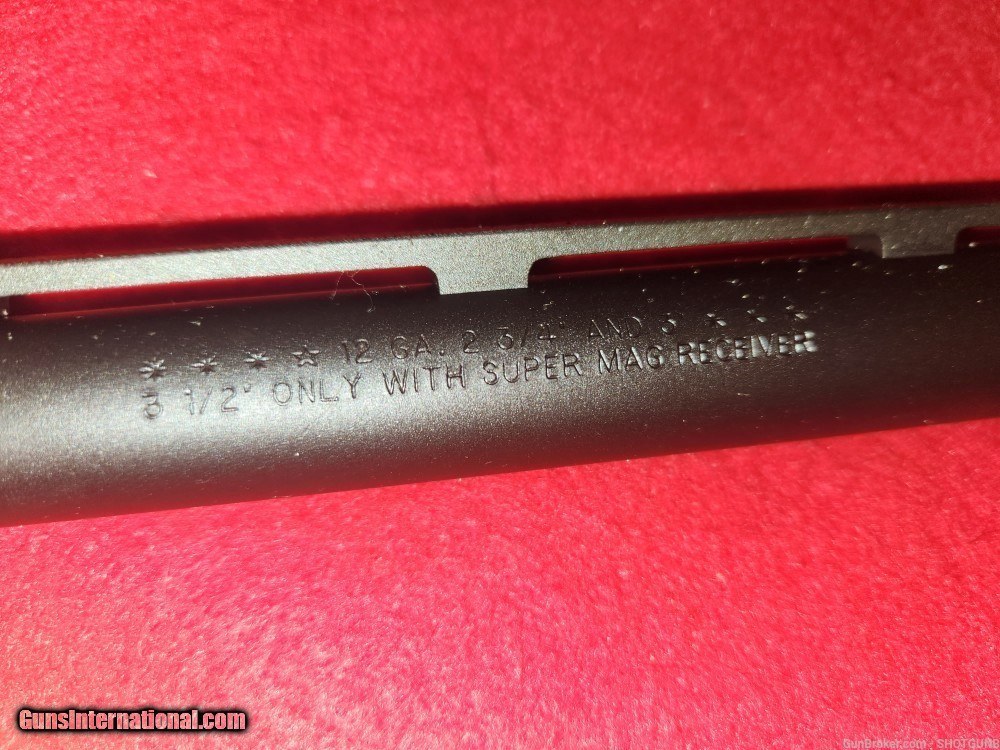 * * * ☆ 12 GA. 2 3/4" AND 3" * * *
3 1/2" ONLY WITH SUPER MAG RECEIVER
GunsInternational.com
GunBroker.com - SHOTGUNB